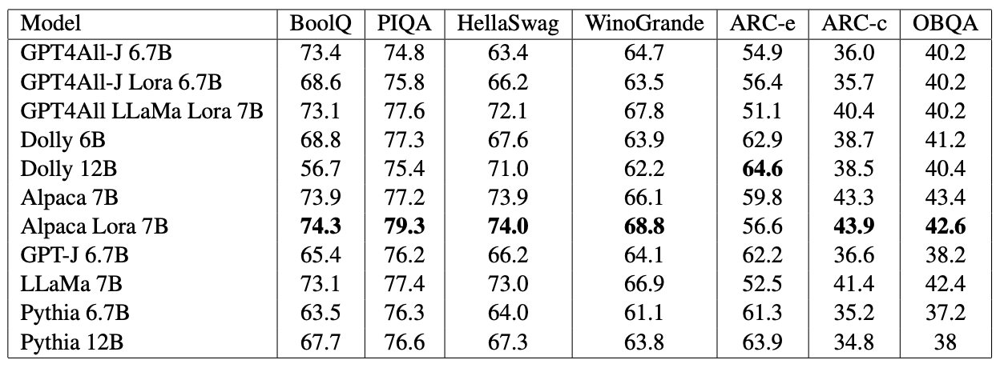 Model BoolQ PIQA HellaSwag WinoGrande ARC-e ARC-c OBQA
GPT4All-J 6.7B 73.4 74.8 63.4 64.7 54.9 36.0 40.2
GPT4All-J Lora 6.7B 68.6 75.8 66.2 63.5 56.4 35.7 40.2
GPT4All LLaMa Lora 7B 73.1 77.6 72.1 67.8 51.1 40.4 40.2
Dolly 6B 68.8 77.3 67.6 63.9 62.9 38.7 41.2
Dolly 12B 56.7 75.4 71.0 62.2 64.6 38.5 40.4
Alpaca 7B 73.9 77.2 73.9 66.1 59.8 43.3 43.4
Alpaca Lora 7B 74.3 79.3 74.0 68.8 56.6 43.9 42.6
GPT-J 6.7B 65.4 76.2 66.2 64.1 62.2 36.6 38.2
LLaMa 7B 73.1 77.4 73.0 66.9 52.5 41.4 42.4
Pythia 6.7B 63.5 76.3 64.0 61.1 61.3 35.2 37.2
Pythia 12B 67.7 76.6 67.3 63.8 63.9 34.8 38